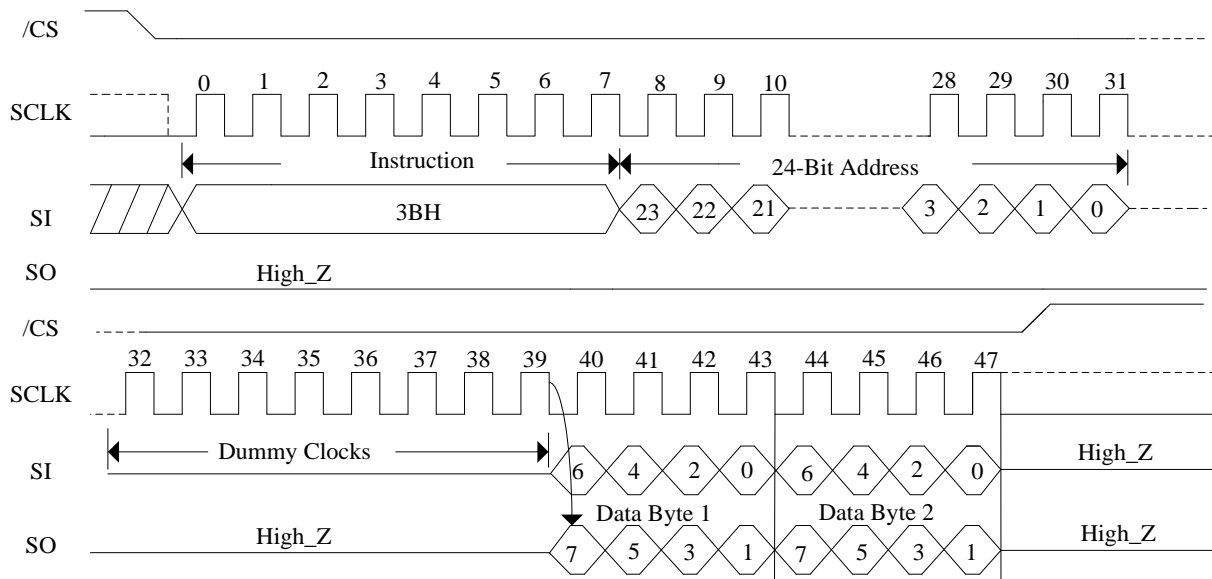 /CS
0 1 2 3 4 5 6 7 8 9 10 28 29 30 31
SCLK
Instruction 24-Bit Address
SI 3BH 23 22 21 3 2 1 0
SO High_Z
/CS
32 33 34 35 36 37 38 39 40 41 42 43 44 45 46 47
SCLK
Dummy Clocks
SI 6 4 2 0 6 4 2 0 High_Z
Data Byte 1 Data Byte 2
SO High_Z 7 5 3 1 7 5 3 1 High_Z